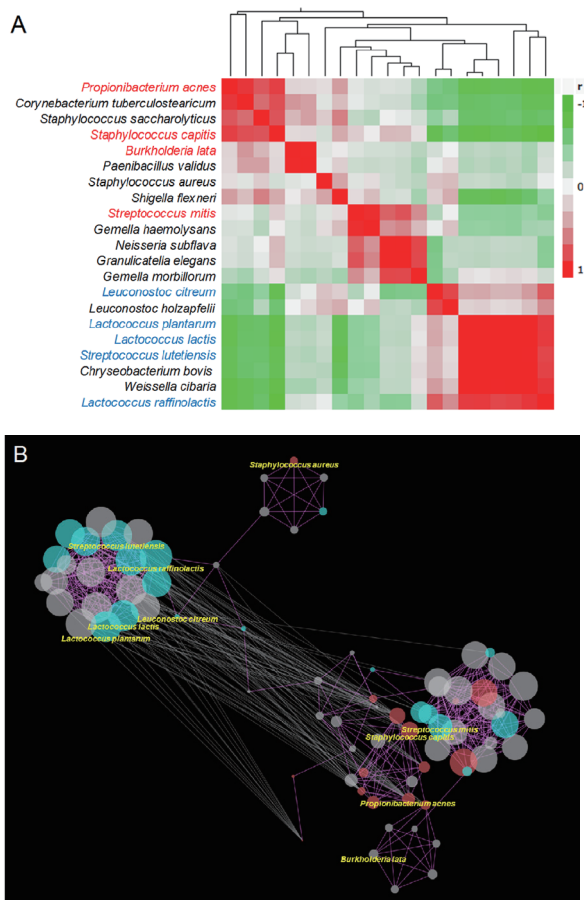 A
r
Propionibacterium acnes
-1
Corynebacterium tuberculostearicum
Staphylococcus saccharolyticus
Staphylococcus capitis
Burkholderia lata
Paenibacillus validus
Staphylococcus aureus
0
Shigella flexneri
Streptococcus mitis
Gemella haemolysans
Neisseria subflava
Granulicatella elegans
1
Gemella morbillorum
Leuconostoc citreum
Leuconostoc holzapfelii
Lactococcus plantarum
Lactococcus lactis
Streptococcus lutetiensis
Chryseobacterium bovis
Weissella cibaria
Lactococcus raffinolactis
B
Staphylococcus aureus
Streptococcus lutetiensis
Lactococcus raffinolactis
Leuconostoc citreum
Lactococcus lactis
Lactococcus plantarum
Streptococcus mitis
Staphylococcus capitis
Propionibacterium acnes
Burkholderia lata